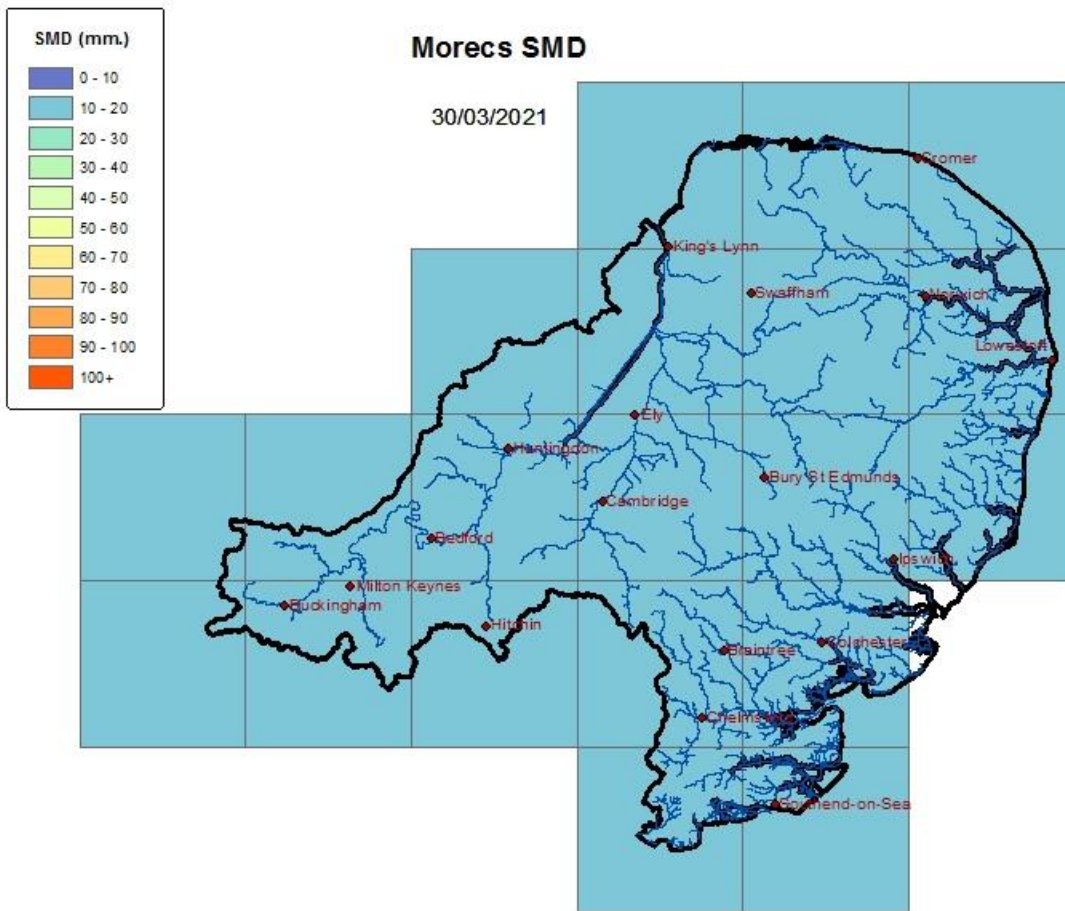 SMD (mm.)
0 - 10
10 - 20
20 - 30
30 - 40
40 - 50
50 - 60
60 - 70
70 - 80
80 - 90
90 - 100
100+
Morecs SMD
30/03/2021
Cromer
King's Lynn
Swaffham
Norwich
Lowestoft
Ely
Huntingdon
Bury St Edmunds
Cambridge
Bedford
Ipswich
Milton Keynes
Buckingham
Hitchin
Colchester
Braintree
Chelmsford
Southend-on-Sea